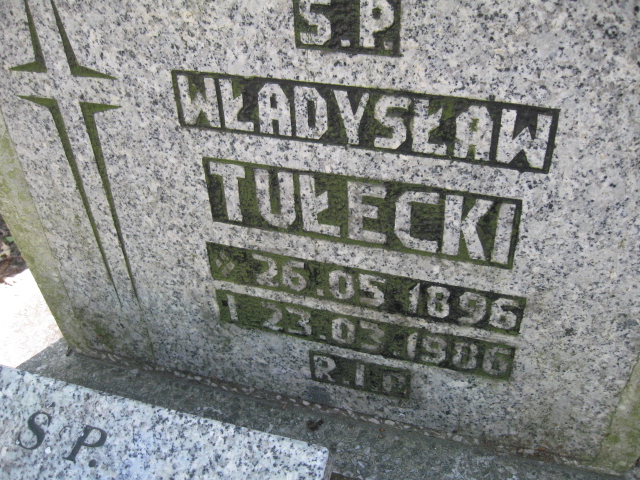 Ś.P.
WŁADYSŁAW
TUŁECKI
* 26.05 1896
† 23.03.1986
R.I.P
Ś.P.